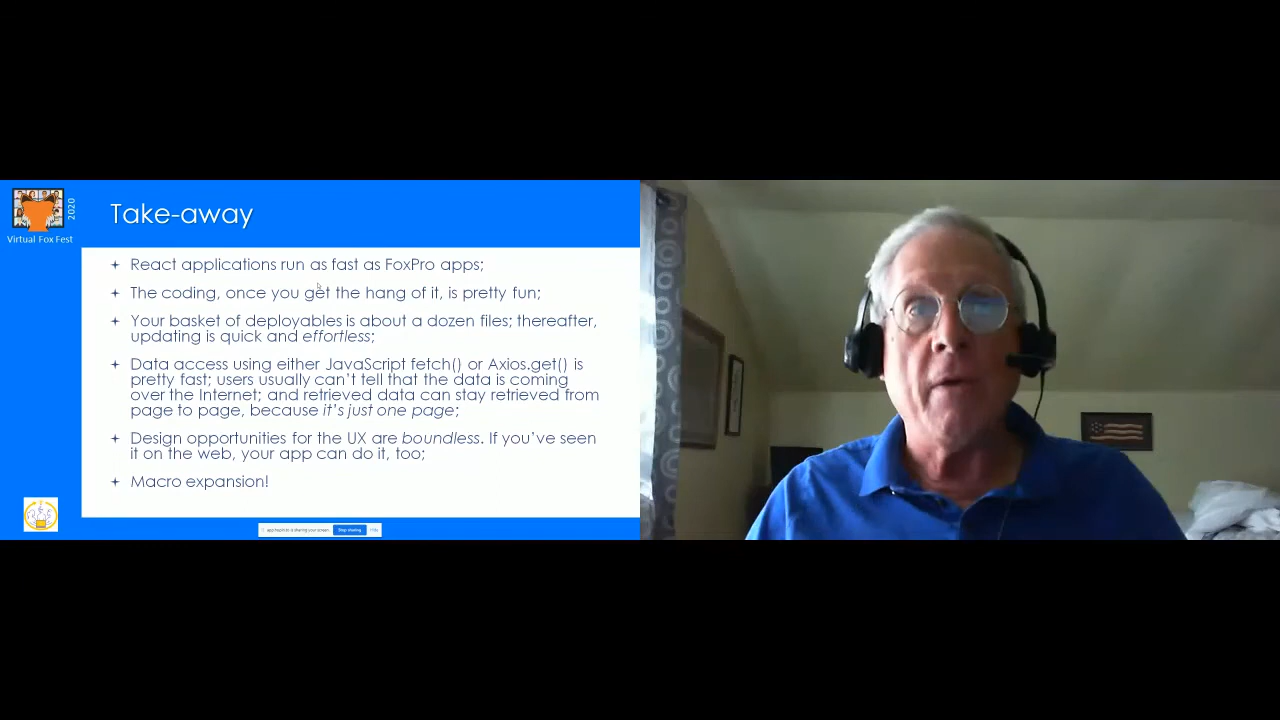 2020
Virtual Fox Fest
Take-away
React applications run as fast as FoxPro apps;
The coding, once you get the hang of it, is pretty fun;
Your basket of deployables is about a dozen files; thereafter,
updating is quick and effortless;
Data access using either JavaScript fetch() or Axios.get() is
pretty fast; users usually can't tell that the data is coming
over the Internet; and retrieved data can stay retrieved from
page to page, because it's just one page;
Design opportunities for the UX are boundless. If you've seen
it on the web, your app can do it, too;
Macro expansion!
is sharing your screen.
Stop sharing
Hide